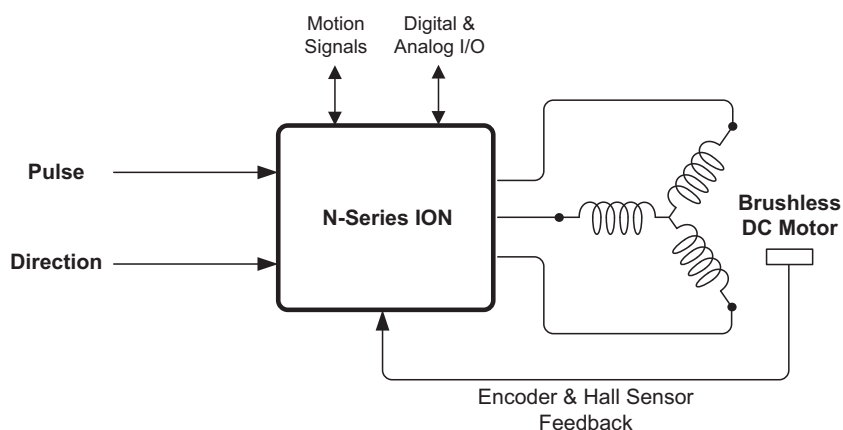 Motion
Signals
Digital &
Analog I/O
Pulse
N-Series ION
Brushless
DC Motor
Direction
Encoder & Hall Sensor
Feedback